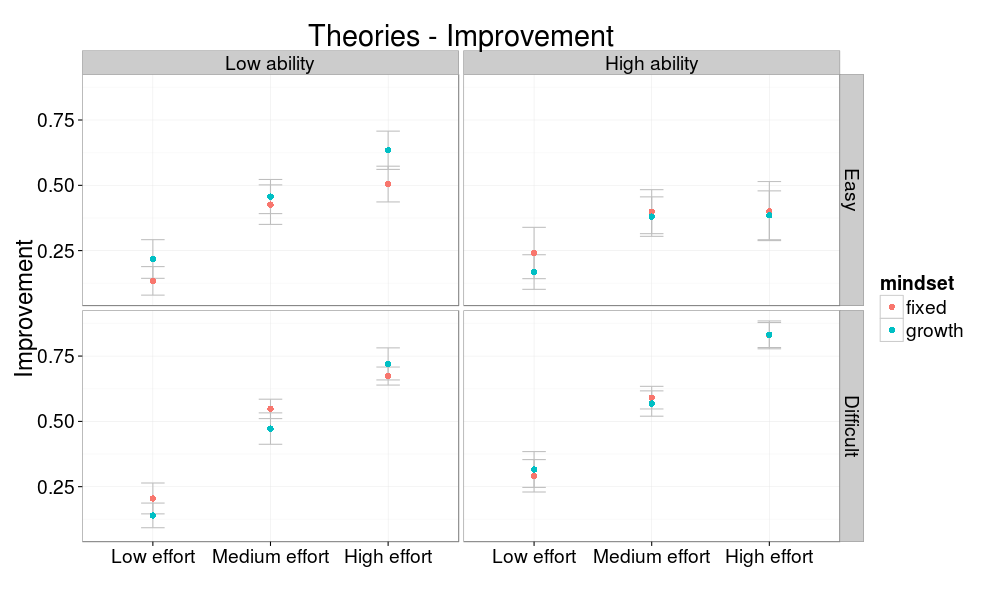 Theories - Improvement
Low ability
High ability
0.75
0.50
0.25
Easy
0.75
0.50
0.25
Difficult
Improvement
Low effort
Medium effort
High effort
Low effort
Medium effort
High effort
mindset
fixed
growth